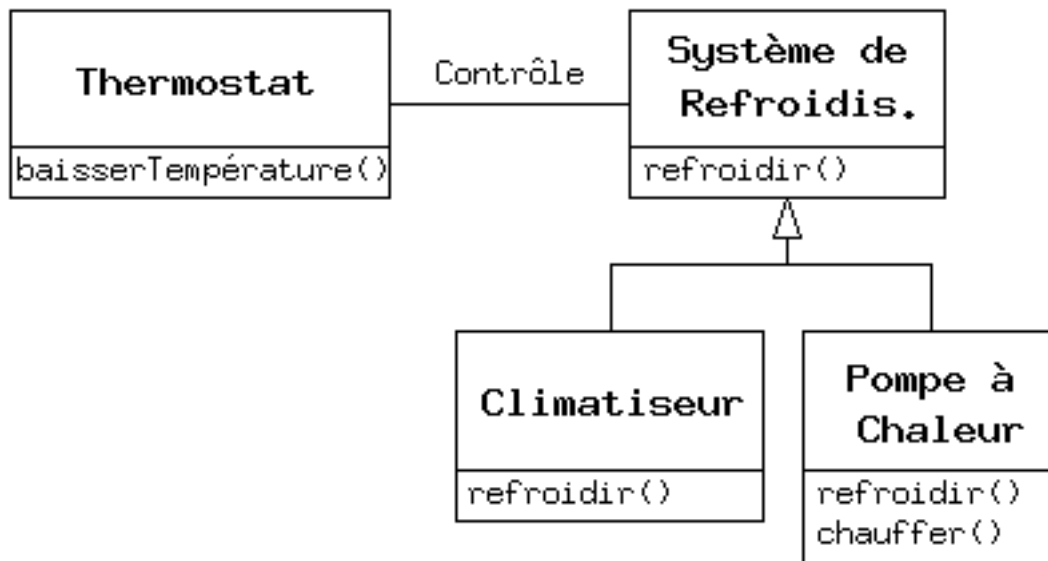 Thermostat
baisserTempérature()
Contrôle
Système de
Refroidis.
refroidir()
Climatiseur
refroidir()
Pompe à
Chaleur
refroidir()
chauffer()